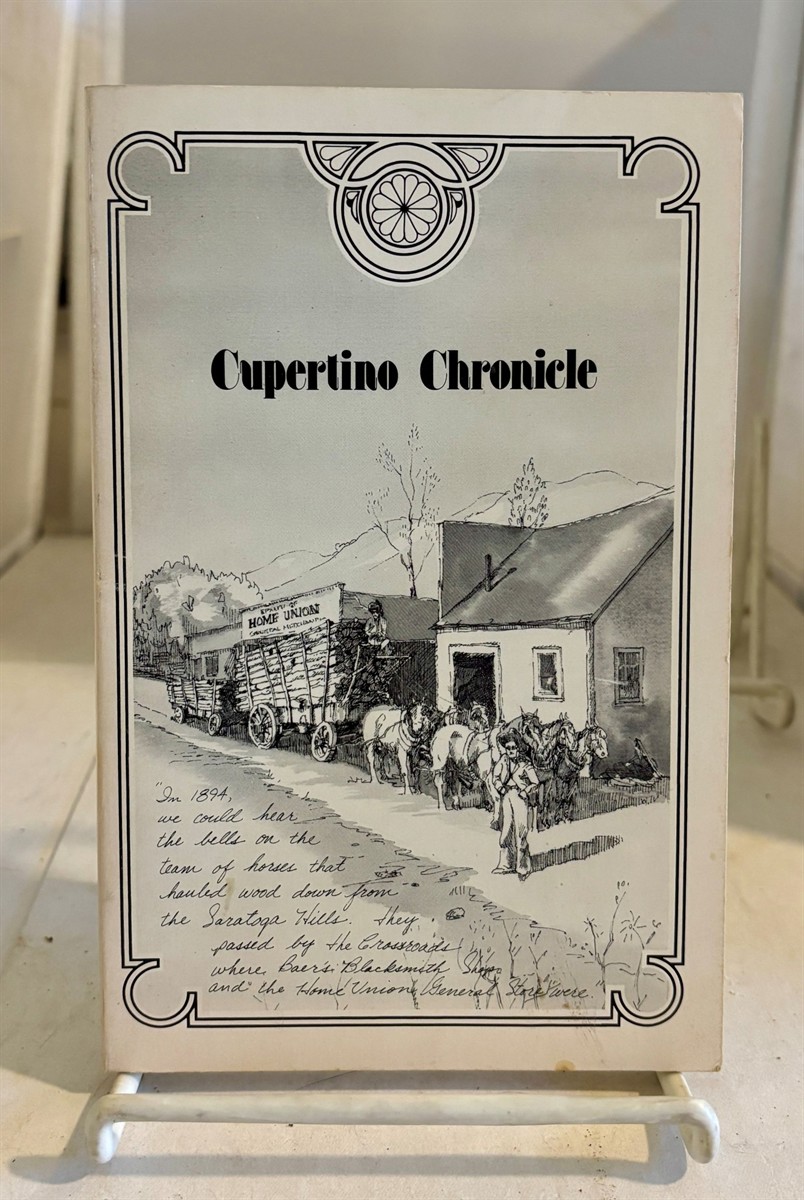 Cupertino Chronicle
HOME UNION
"In 1894,
we could hear
the bells on the
team of horses that
hauled wood down from
the Saratoga Hills. They
passed by the Crossroads
where Baer's Blacksmith Shop
and the Home Union General Store were."